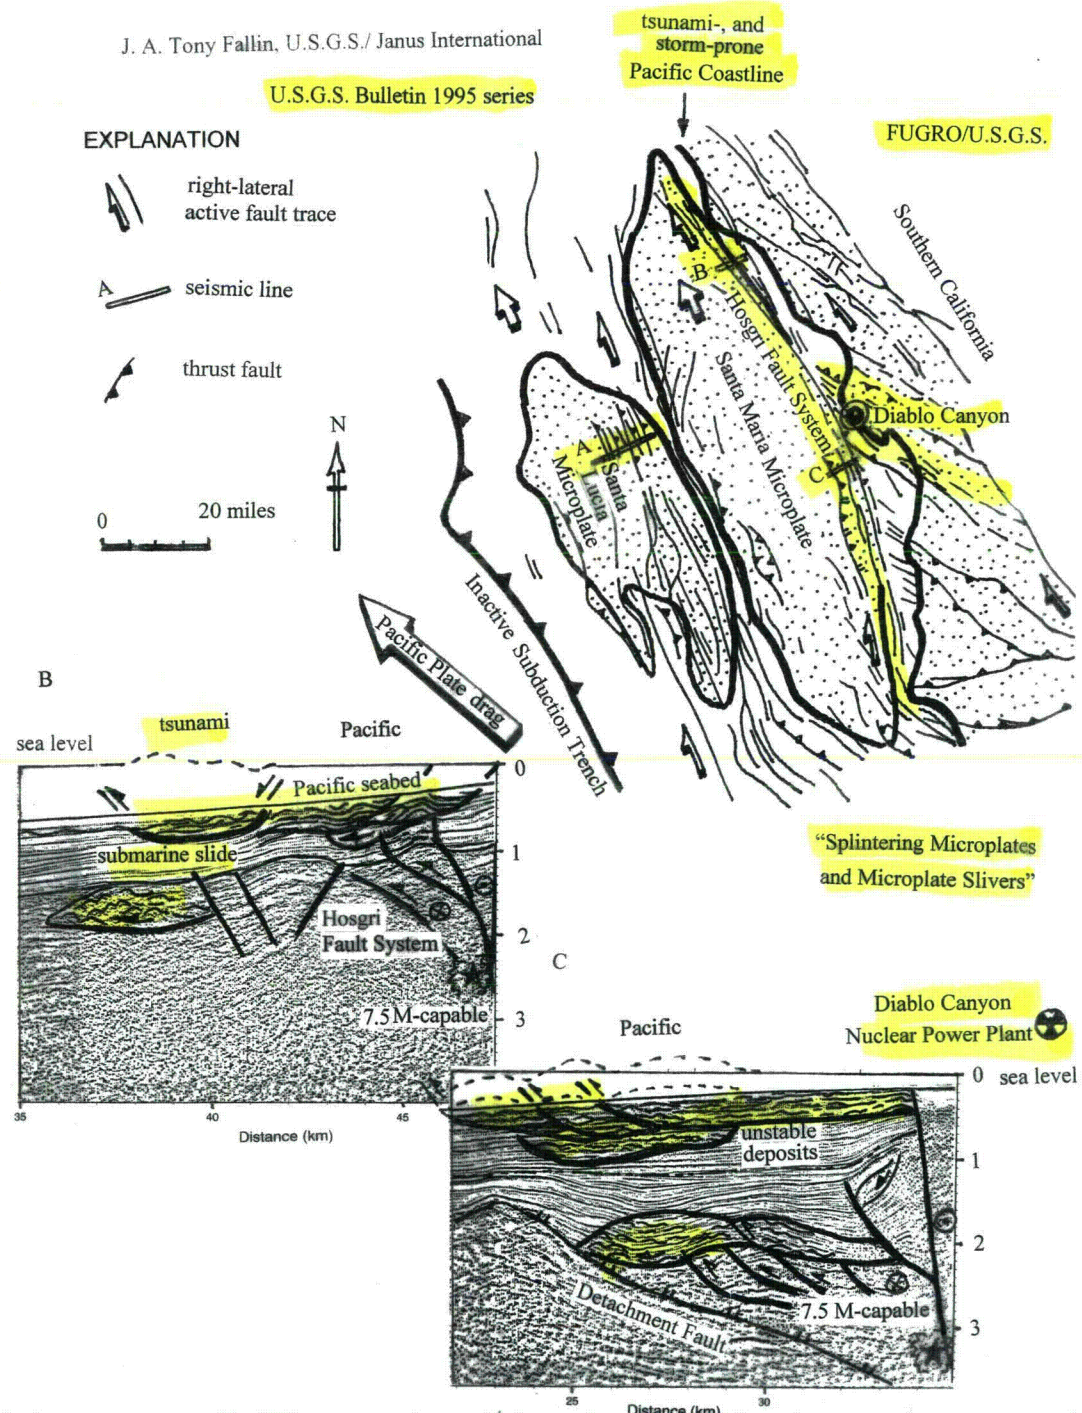 J. A. Tony Fallin, U.S.G.S./ Janus International
tsunami-, and
storm-prone
Pacific Coastline
U.S.G.S. Bulletin 1995 series
FUGRO/U.S.G.S.
EXPLANATION
right-lateral
active fault trace
A
seismic line
thrust fault
N
0
20 miles
Southern California
B
Hosgri Fault System
Santa Maria Microplate
Diablo Canyon
A
Santa
Lucia
Microplate
C
Inactive Subduction Trench
Pacific Plate drag
B
tsunami
Pacific
sea level
0
Pacific seabed
1
submarine slide
2
Hosgri
Fault System
7.5 M-capable
3
35
40
45
Distance (km)
"Splintering Microplates
and Microplate Slivers"
C
Diablo Canyon
Nuclear Power Plant
Pacific
0
sea level
unstable
deposits
1
2
7.5 M-capable
Detachment Fault
3
25
30
Distance (km)